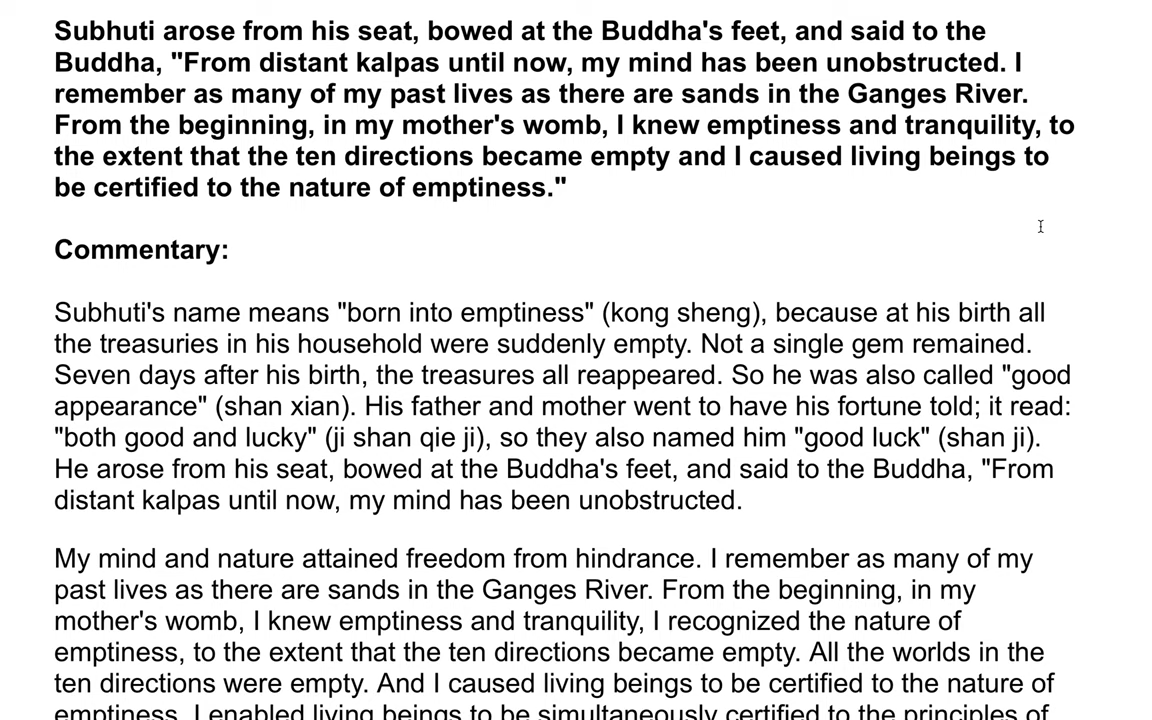 Subhuti arose from his seat, bowed at the Buddha's feet, and said to the
Buddha, "From distant kalpas until now, my mind has been unobstructed. I
remember as many of my past lives as there are sands in the Ganges River.
From the beginning, in my mother's womb, I knew emptiness and tranquility, to
the extent that the ten directions became empty and I caused living beings to
be certified to the nature of emptiness."
Commentary:
Subhuti's name means "born into emptiness" (kong sheng), because at his birth all
the treasuries in his household were suddenly empty. Not a single gem remained.
Seven days after his birth, the treasures all reappeared. So he was also called "good
appearance" (shan xian). His father and mother went to have his fortune told; it read:
"both good and lucky" (ji shan qie ji), so they also named him "good luck" (shan ji).
He arose from his seat, bowed at the Buddha's feet, and said to the Buddha, "From
distant kalpas until now, my mind has been unobstructed.
My mind and nature attained freedom from hindrance. I remember as many of my
past lives as there are sands in the Ganges River. From the beginning, in my
mother's womb, I knew emptiness and tranquility, I recognized the nature of
emptiness, to the extent that the ten directions became empty. All the worlds in the
ten directions were empty. And I caused living beings to be certified to the nature of
emptiness. I enabled living beings to be simultaneously certified to the principles of